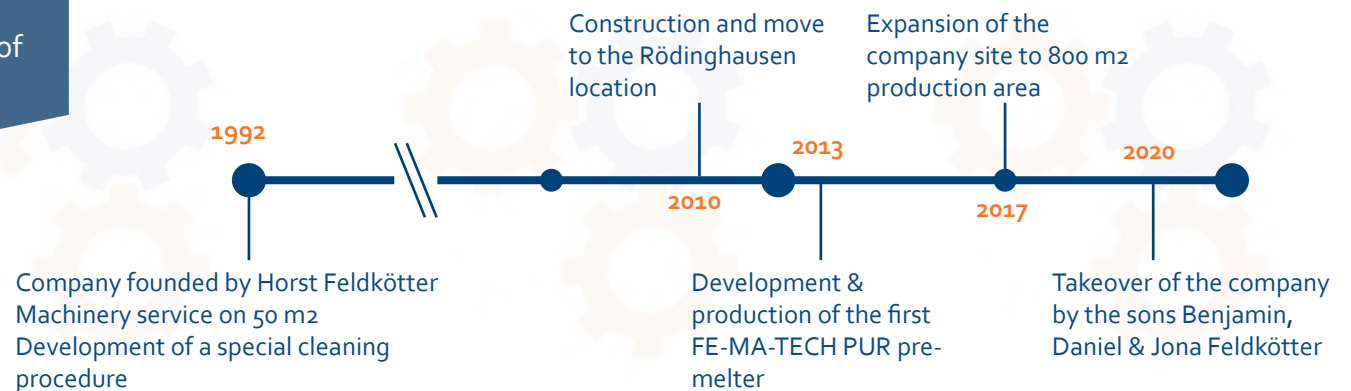 of
1992
Company founded by Horst Feldkötter
Machinery service on 50 m2
Development of a special cleaning
procedure
Construction and move
to the Rödinghausen
location
2010
2013
Development &
production of the first
FE-MA-TECH PUR pre-
melter
Expansion of the
company site to 800 m2
production area
2017
2020
Takeover of the company
by the sons Benjamin,
Daniel & Jona Feldkötter